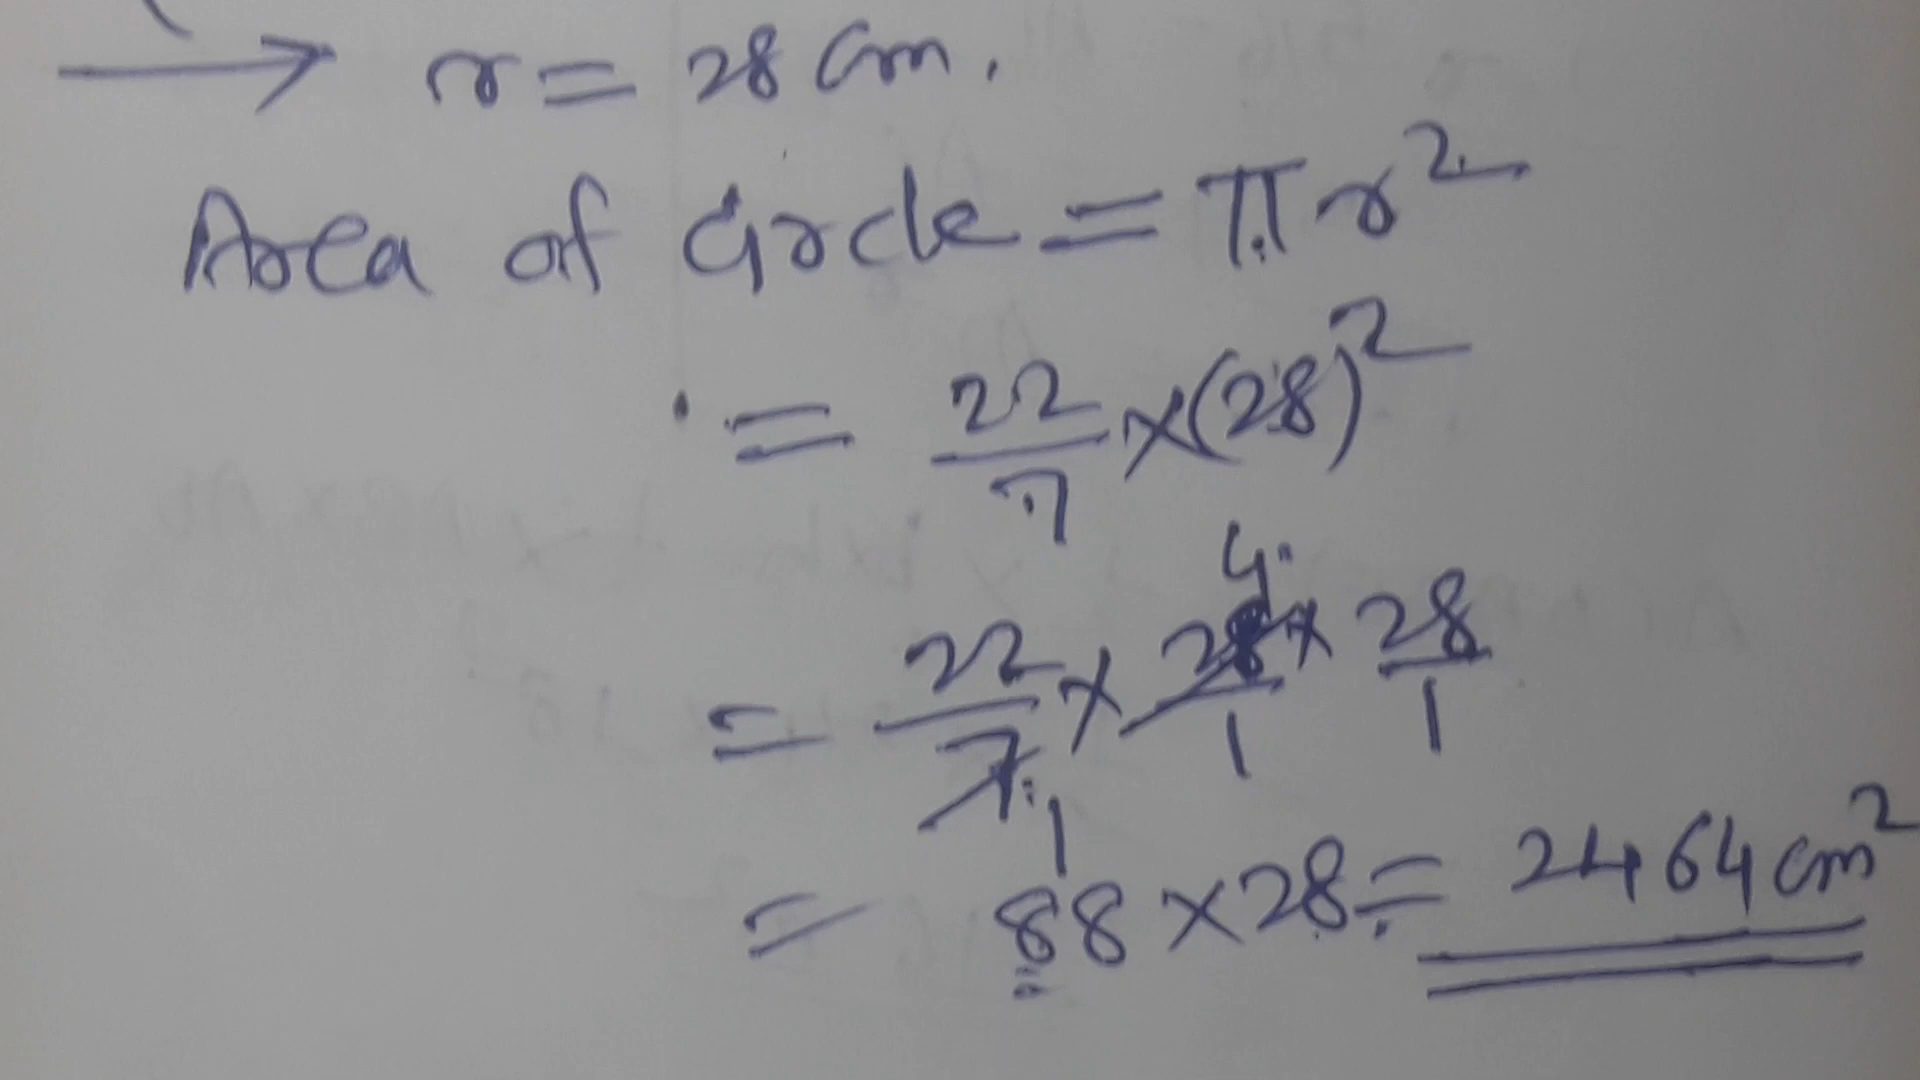 → r = 28 cm.
Area of Circle = πr²
= 22/7 × (28)²
= 22/7 × 28/1 × 28/1
4
1
= 88 × 28 = 2464 cm²